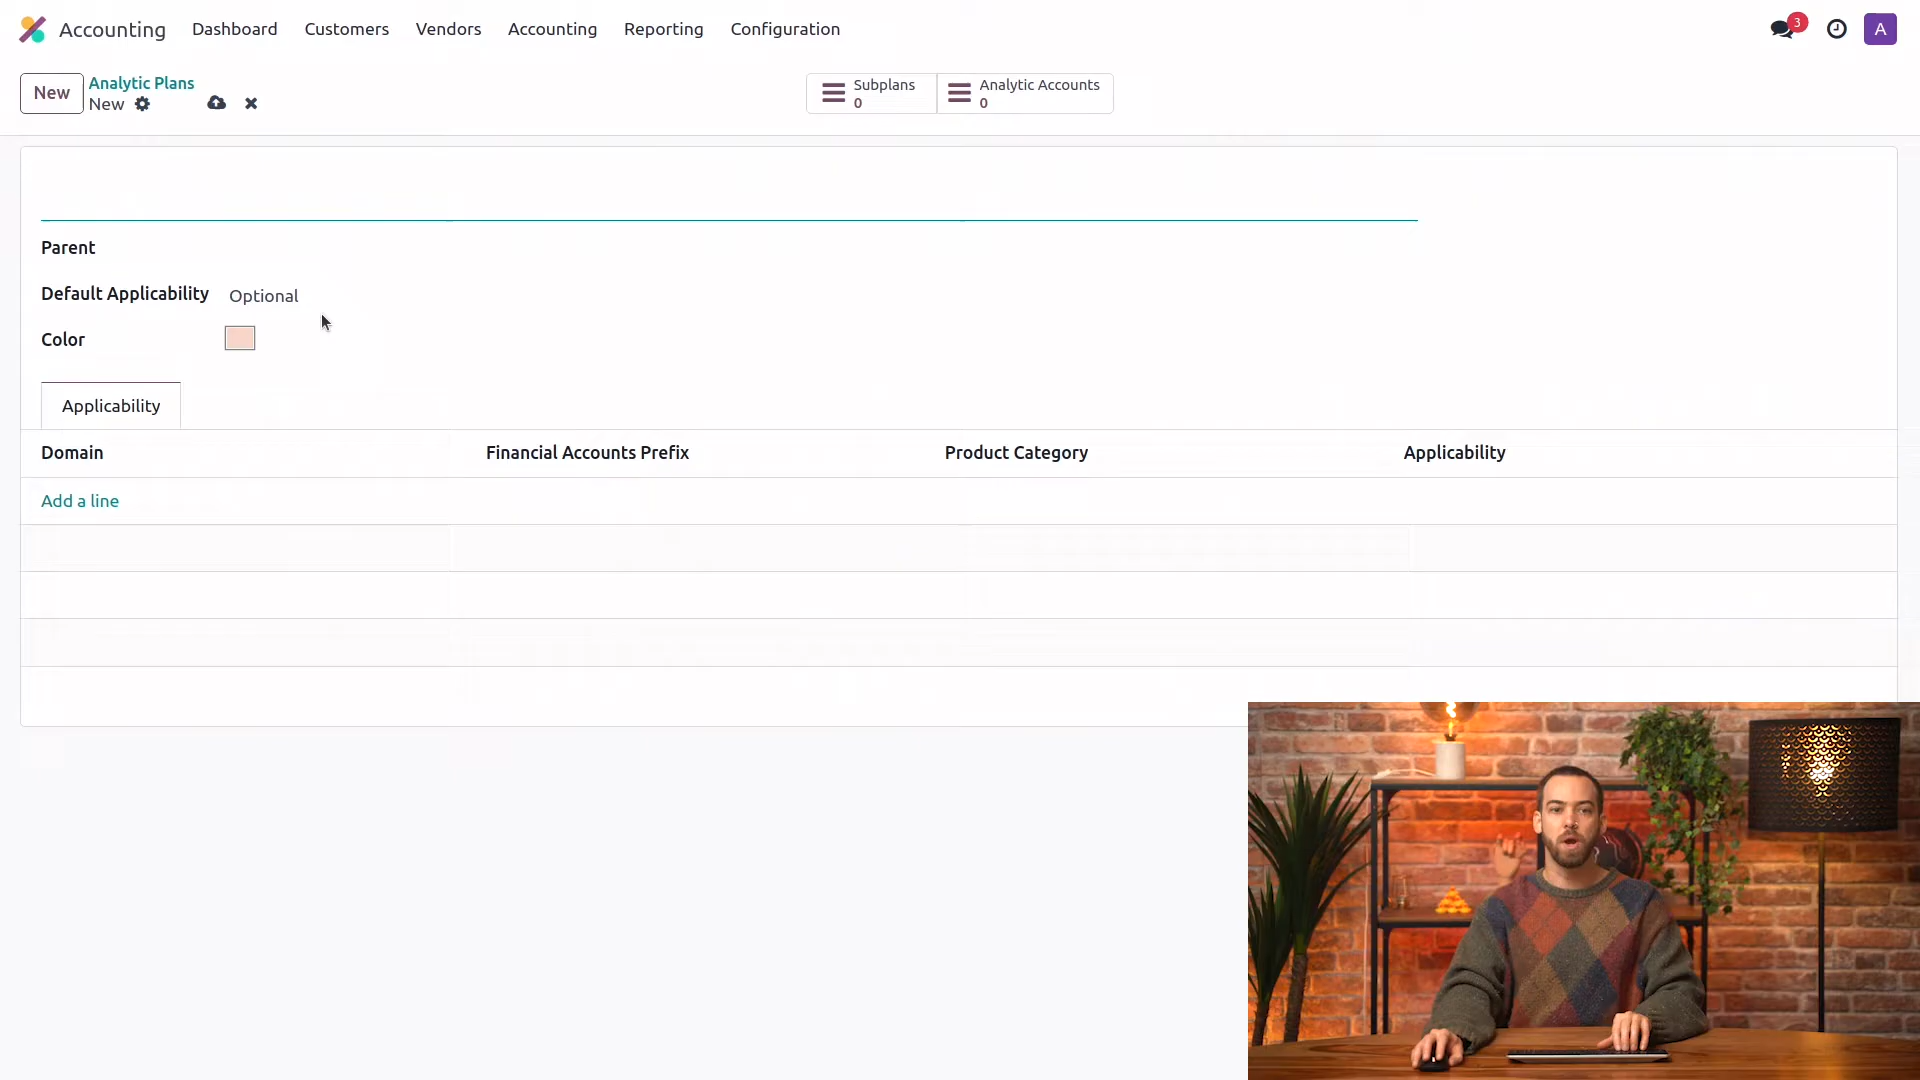 Accounting Dashboard Customers Vendors Accounting Reporting Configuration 3 A
New Analytic Plans
New
Subplans
0
Analytic Accounts
0
Parent
Default Applicability Optional
Color
Applicability
Domain Financial Accounts Prefix Product Category Applicability
Add a line